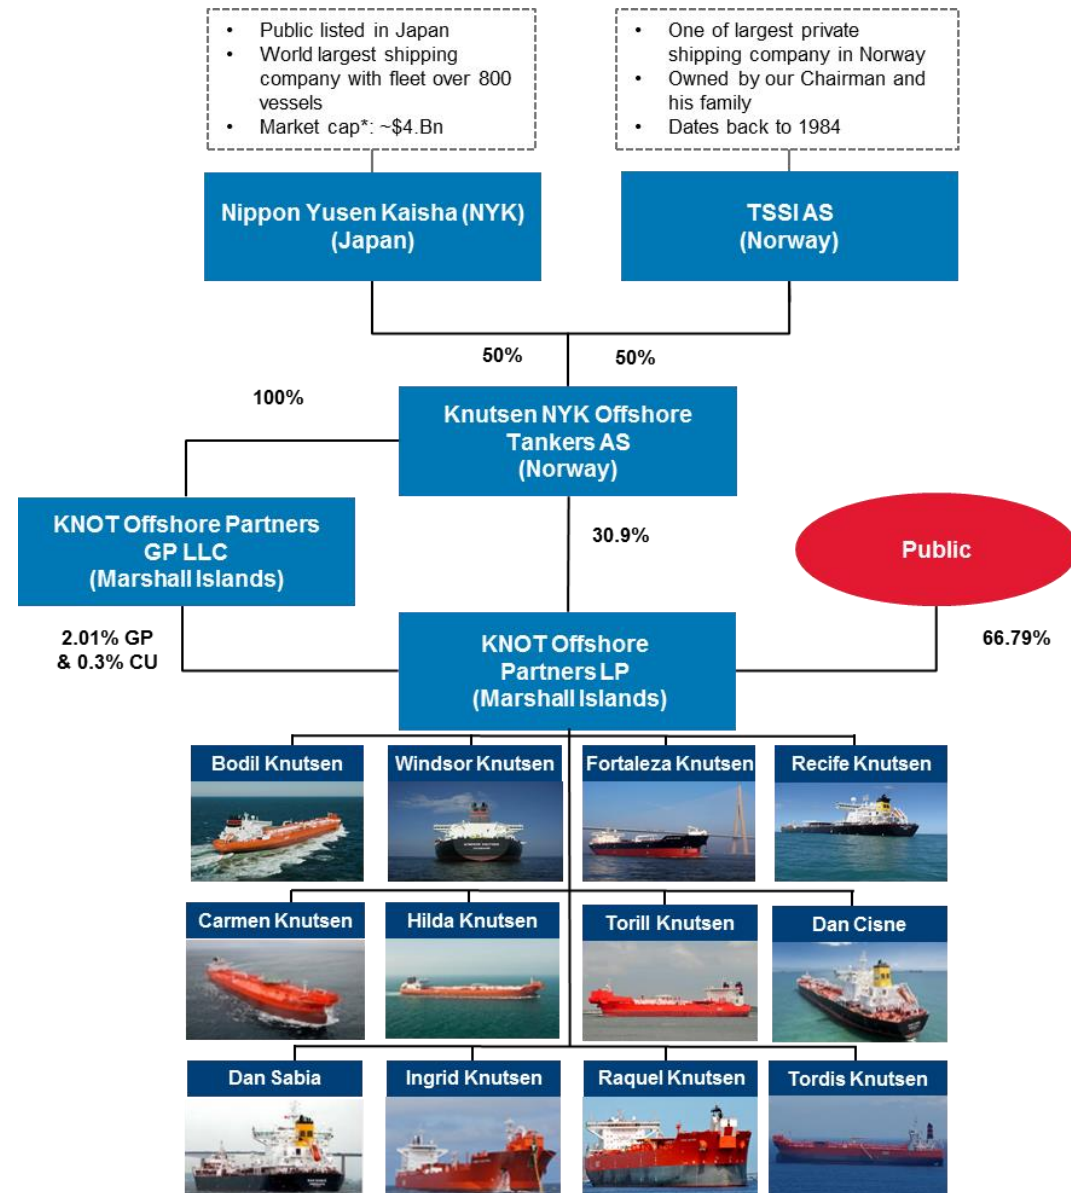 • Public listed in Japan
• World largest shipping
company with fleet over 800
vessels
• Market cap*: ~$4.Bn
• One of largest private
shipping company in Norway
• Owned by our Chairman and
his family
• Dates back to 1984
Nippon Yusen Kaisha (NYK)
(Japan)
TSSI AS
(Norway)
50%
50%
100%
Knutsen NYK Offshore
Tankers AS
(Norway)
KNOT Offshore Partners
GP LLC
(Marshall Islands)
30.9%
Public
2.01% GP
& 0.3% CU
KNOT Offshore
Partners LP
(Marshall Islands)
66.79%
Bodil Knutsen
Windsor Knutsen
Fortaleza Knutsen
Recife Knutsen
Carmen Knutsen
Hilda Knutsen
Torill Knutsen
Dan Cisne
Dan Sabia
Ingrid Knutsen
Raquel Knutsen
Tordis Knutsen